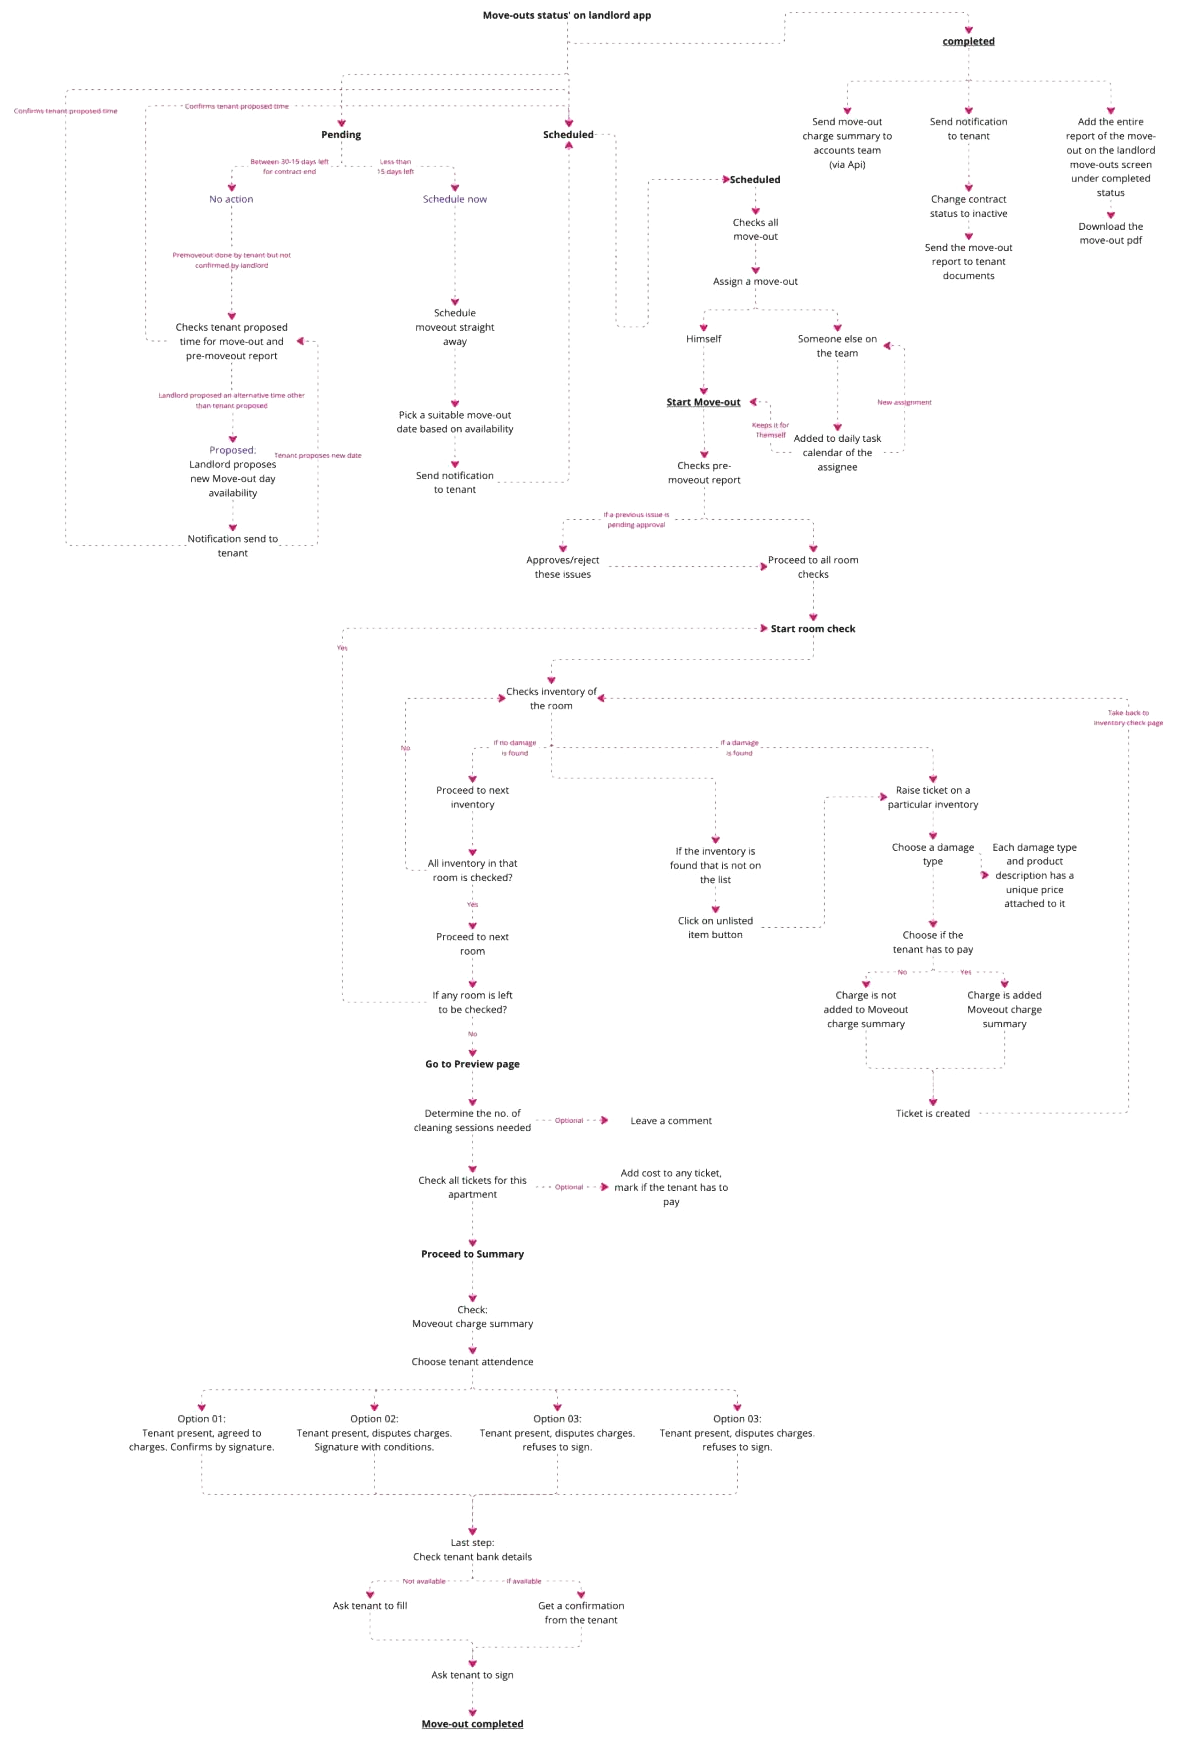 Move-outs status' on landlord app
completed
Confirms tenant proposed time
Confirms tenant proposed time
Pending
Scheduled
Send move-out
charge summary to
accounts team
(via Api)
Send notification
to tenant
Add the entire
report of the move-
out on the landlord
move-outs screen
under completed
status
Between 30-15 days left
for contract end
Less than
15 days left
No action
Schedule now
Scheduled
Change contract
status to inactive
Download the
move-out pdf
Send the move-out
report to tenant
documents
Checks all
move-out
Assign a move-out
Premoveout done by tenant but not
confirmed by landlord
Checks tenant proposed
time for move-out and
pre-moveout report
Schedule
moveout straight
away
Himself
Someone else on
the team
Landlord proposed an alternative time other
than tenant proposed
Pick a suitable move-out
date based on availability
Start Move-out
New assignment
Keeps it for
Themself
Added to daily task
calendar of the
assignee
Proposed:
Landlord proposes
new Move-out day
availability
Tenant proposes new date
Send notification
to tenant
Checks pre-
moveout report
Notification send to
tenant
If a previous issue is
pending approval
Approves/reject
these issues
Proceed to all room
checks
Start room check
Yes
Checks inventory of
the room
Take back to
inventory check page
No
If no damage
is found
If a damage
is found
Proceed to next
inventory
Raise ticket on a
particular inventory
All inventory in that
room is checked?
If the inventory is
found that is not on
the list
Choose a damage
type
Each damage type
and product
description has a
unique price
attached to it
Yes
Click on unlisted
item button
Proceed to next
room
Choose if the
tenant has to pay
No
Yes
If any room is left
to be checked?
Charge is not
added to Moveout
charge summary
Charge is added
Moveout charge
summary
No
Go to Preview page
Determine the no. of
cleaning sessions needed
Optional
Leave a comment
Ticket is created
Check all tickets for this
apartment
Optional
Add cost to any ticket,
mark if the tenant has to
pay
Proceed to Summary
Check:
Moveout charge summary
Choose tenant attendence
Option 01:
Tenant present, agreed to
charges. Confirms by signature.
Option 02:
Tenant present, disputes charges.
Signature with conditions.
Option 03:
Tenant present, disputes charges.
refuses to sign.
Option 03:
Tenant present, disputes charges.
refuses to sign.
Last step:
Check tenant bank details
Not available
If available
Ask tenant to fill
Get a confirmation
from the tenant
Ask tenant to sign
Move-out completed